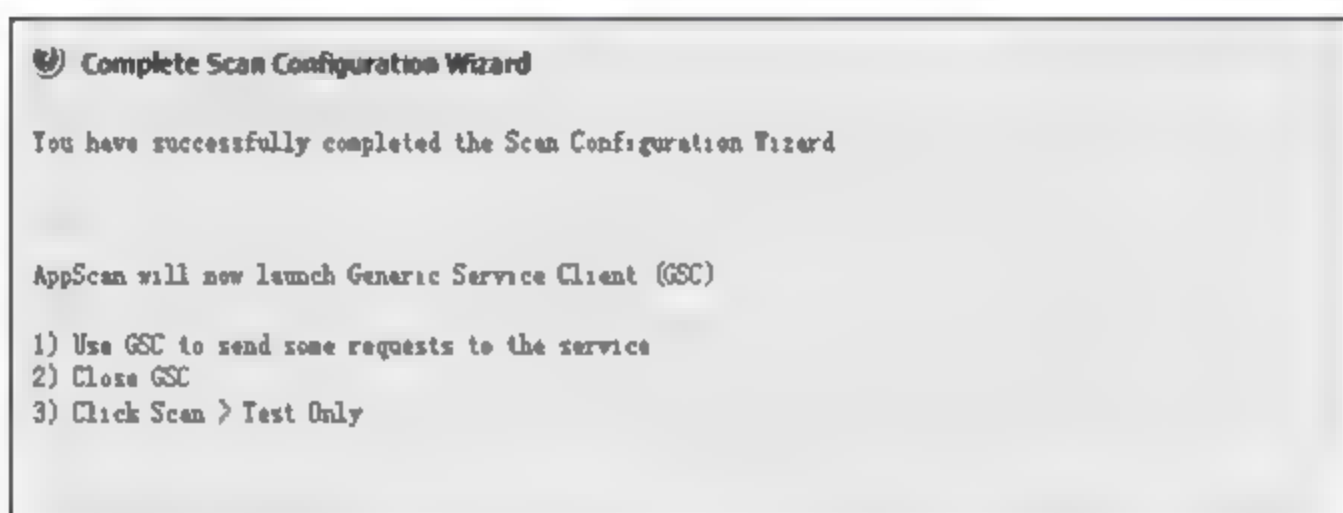 Complete Scan Configuration Wizard
You have successfully completed the Scan Configuration Wizard
AppScan will now launch Generic Service Client (GSC)
1) Use GSC to send some requests to the service
2) Close GSC
3) Click Scan > Test Only